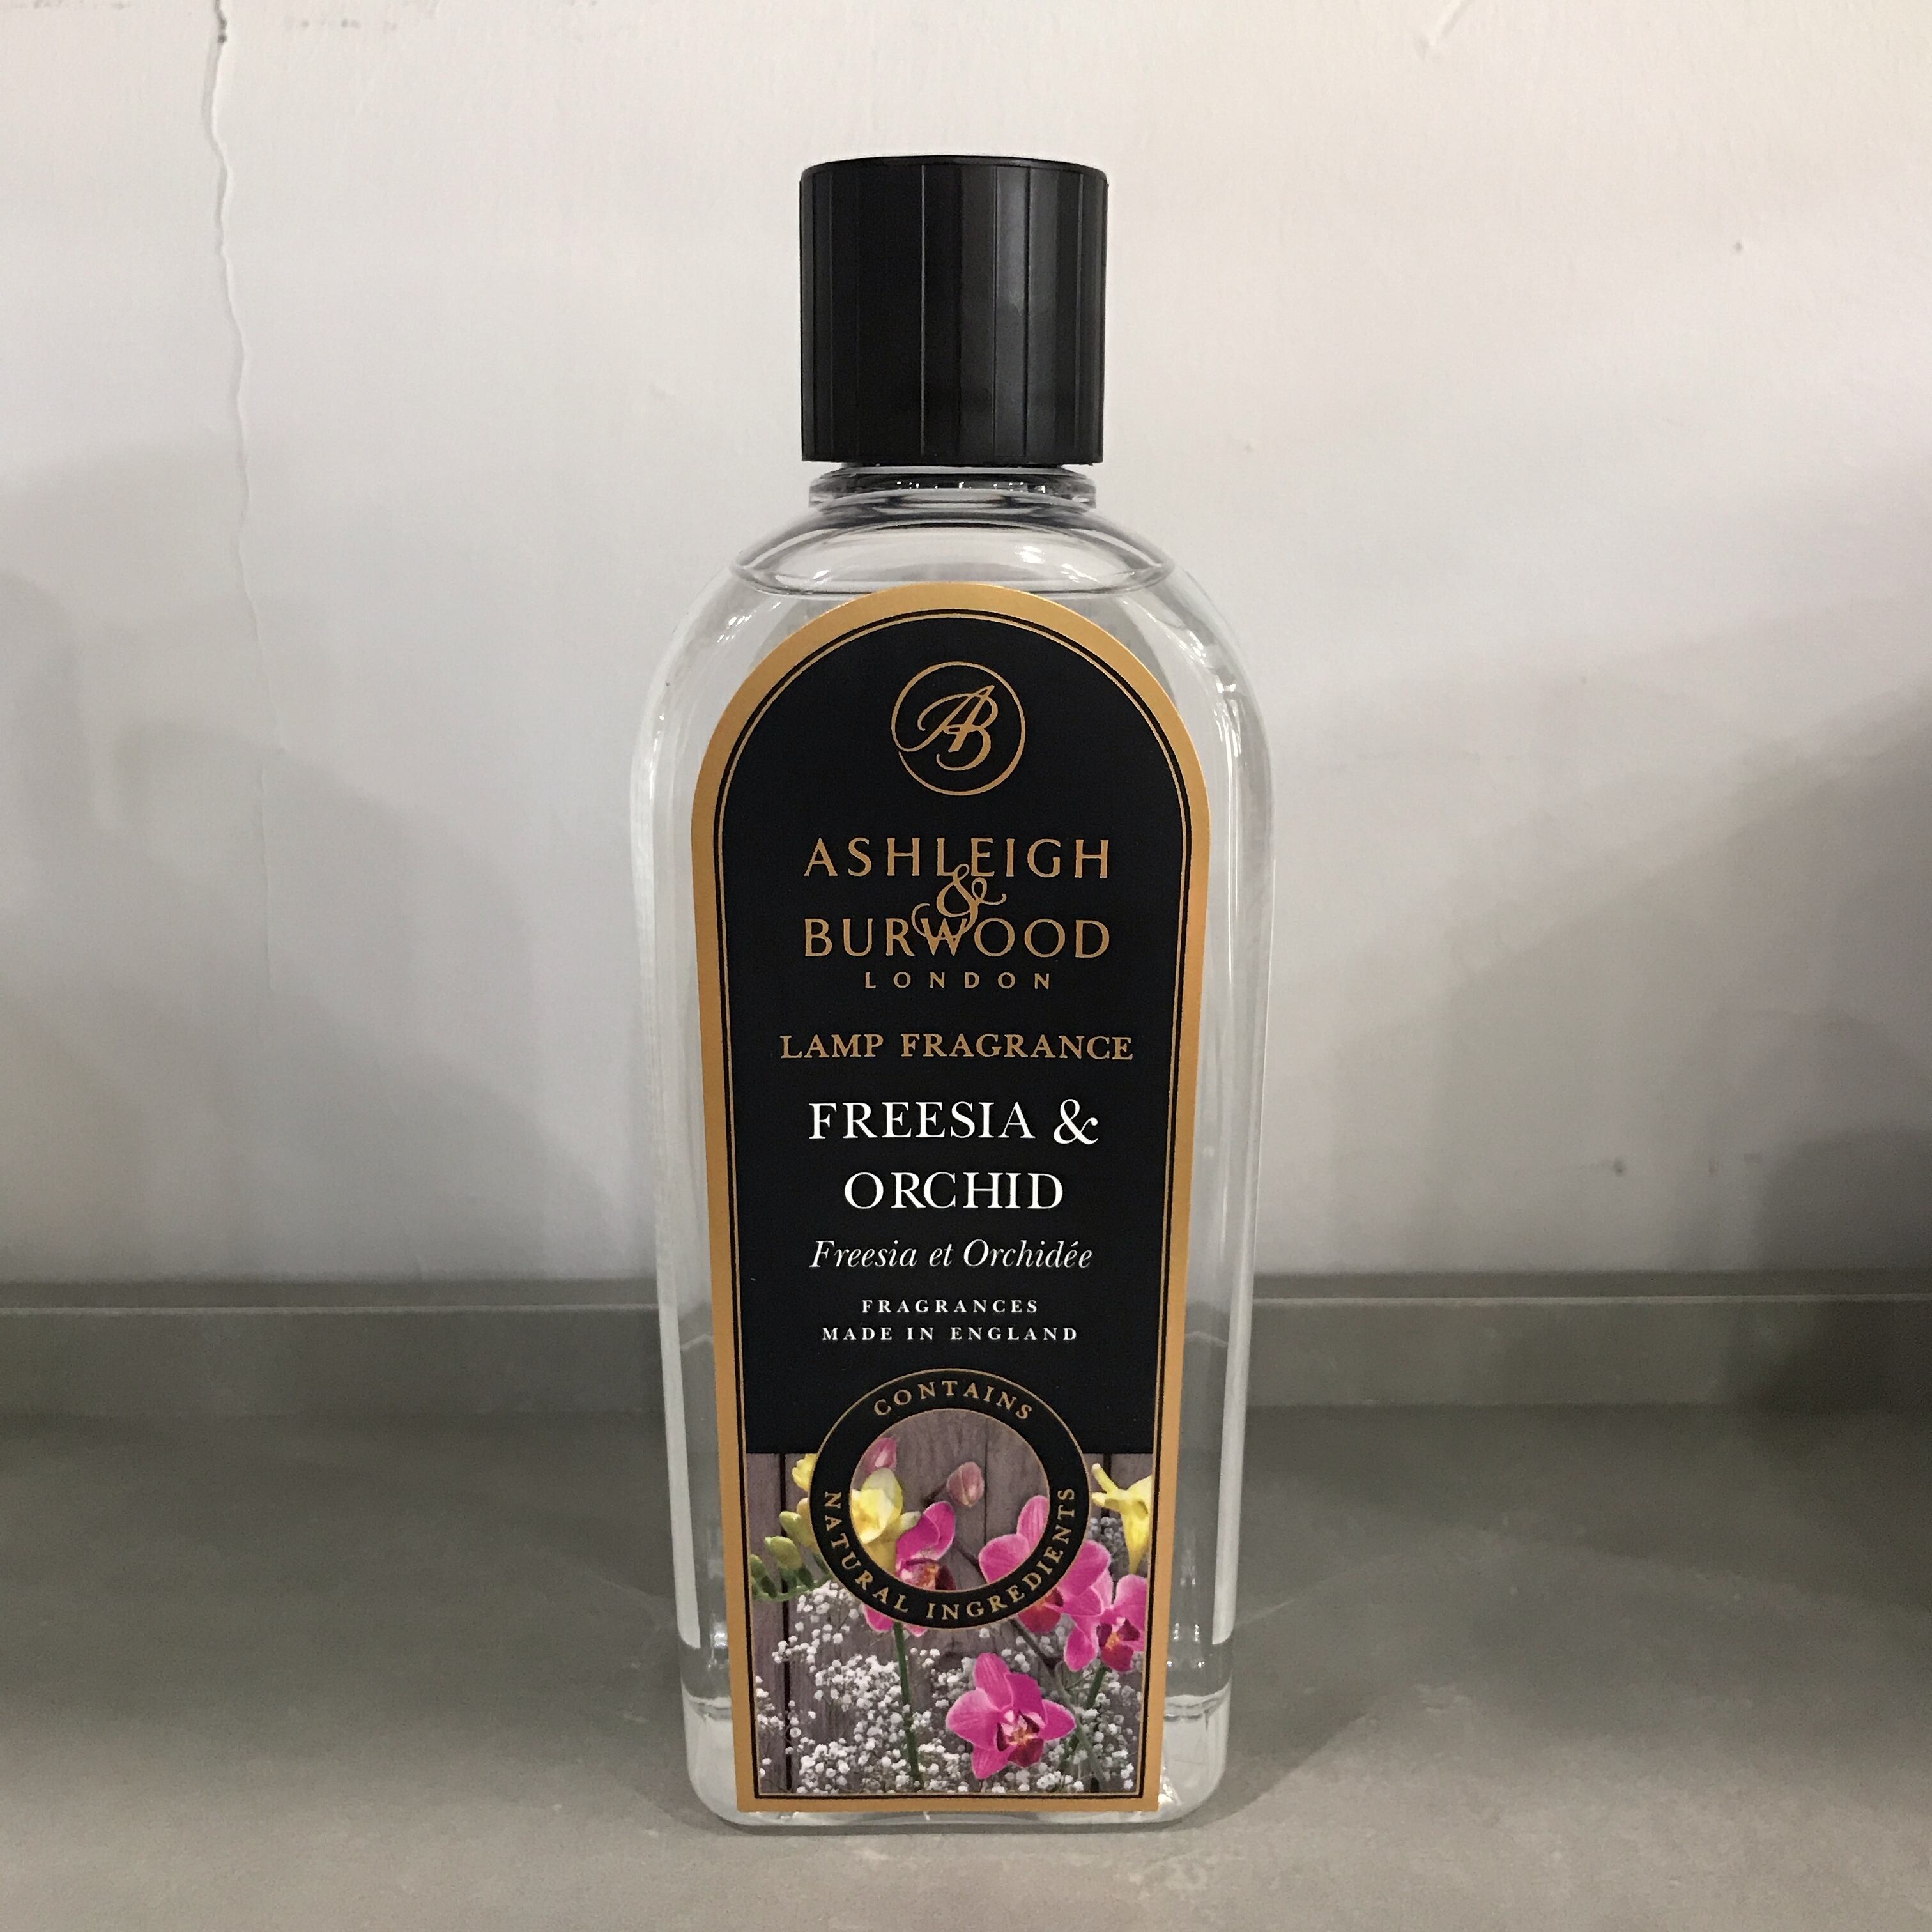 AB
ASHLEIGH
&
BURWOOD
LONDON
LAMP FRAGRANCE
FREESIA &
ORCHID
Freesia et Orchidée
FRAGRANCES
MADE IN ENGLAND
CONTAINS
NATURAL INGREDIENTS